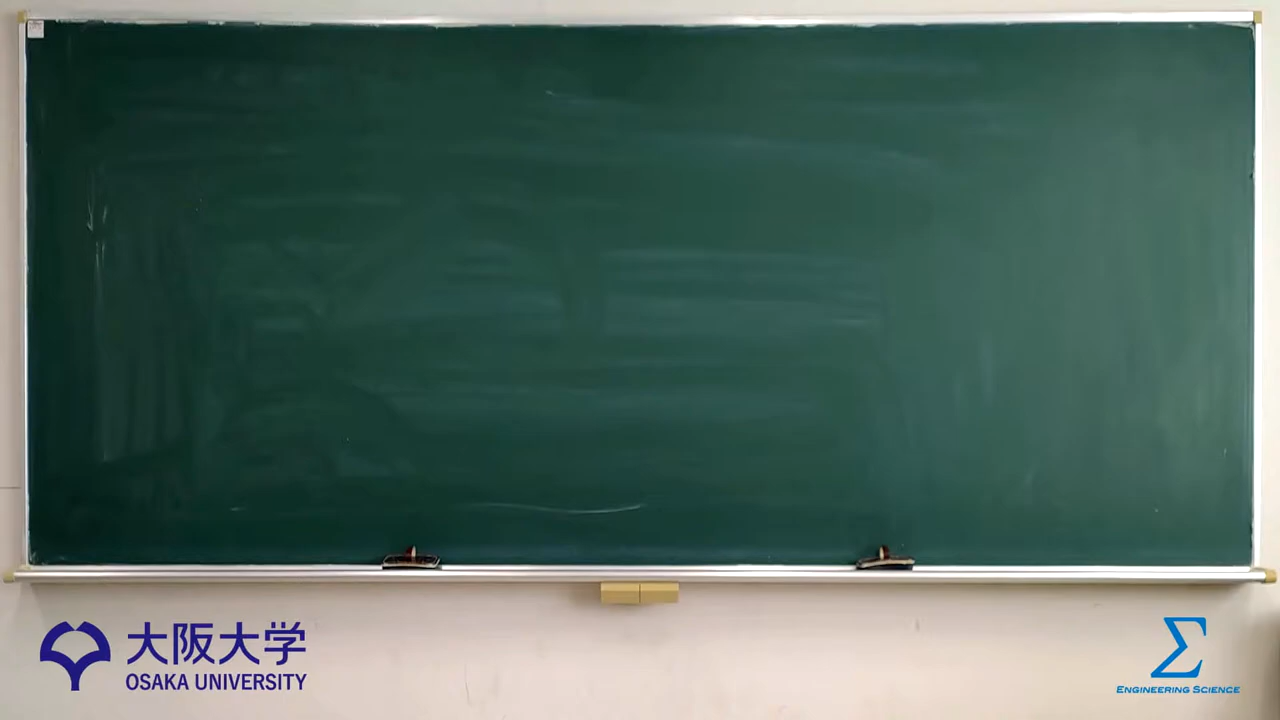 大阪大学
OSAKA UNIVERSITY
Σ
ENGINEERING SCIENCE